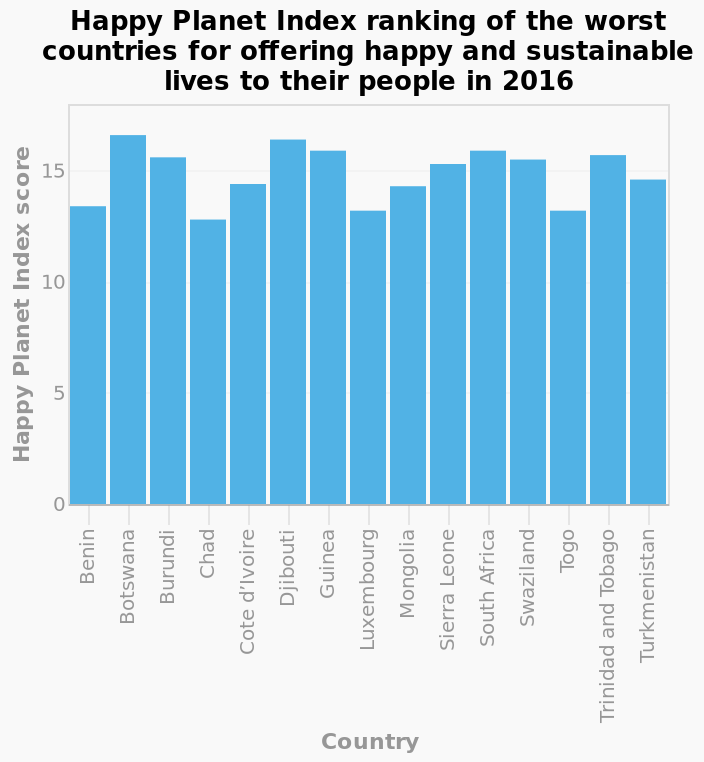 Happy Planet Index ranking of the worst
countries for offering happy and sustainable
lives to their people in 2016
Happy Planet Index score
15
10
5
0
Benin
Botswana
Burundi
Chad
Cote d’Ivoire
Djibouti
Guinea
Luxembourg
Mongolia
Sierra Leone
South Africa
Swaziland
Togo
Trinidad and Tobago
Turkmenistan
Country